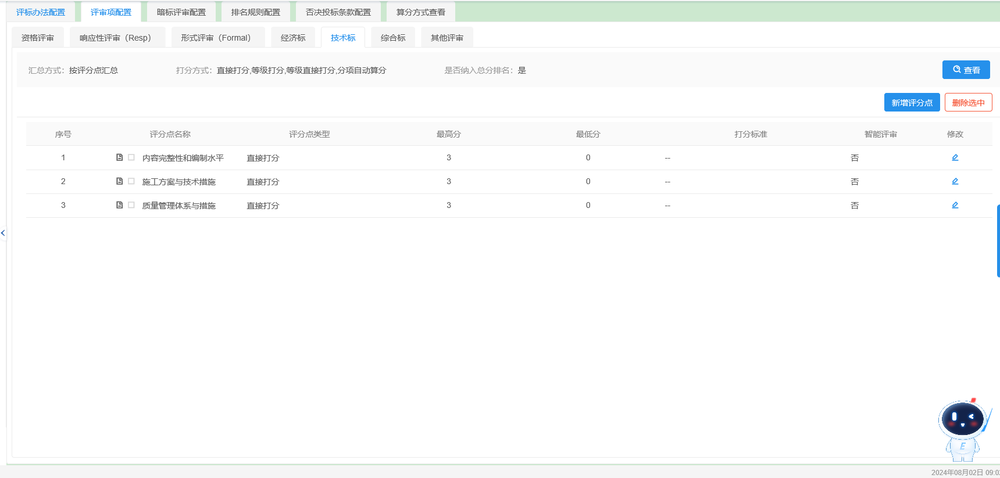 评标办法配置 评审项配置 暗标评审配置 排名规则配置 否决投标条款配置 算分方式查看
资格评审 响应性评审（Resp） 形式评审（Formal） 经济标 技术标 综合标 其他评审
汇总方式：按评分点汇总 打分方式：直接打分,等级打分,等级直接打分,分项自动算分 是否纳入总分排名：是 查看
新增评分点 删除选中
序号 评分点名称 评分点类型 最高分 最低分 打分标准 智能评审 修改
1 内容完整性和编制水平 直接打分 3 0 -- 否
2 施工方案与技术措施 直接打分 3 0 -- 否
3 质量管理体系与措施 直接打分 3 0 -- 否
E
2024年08月02日 09:0